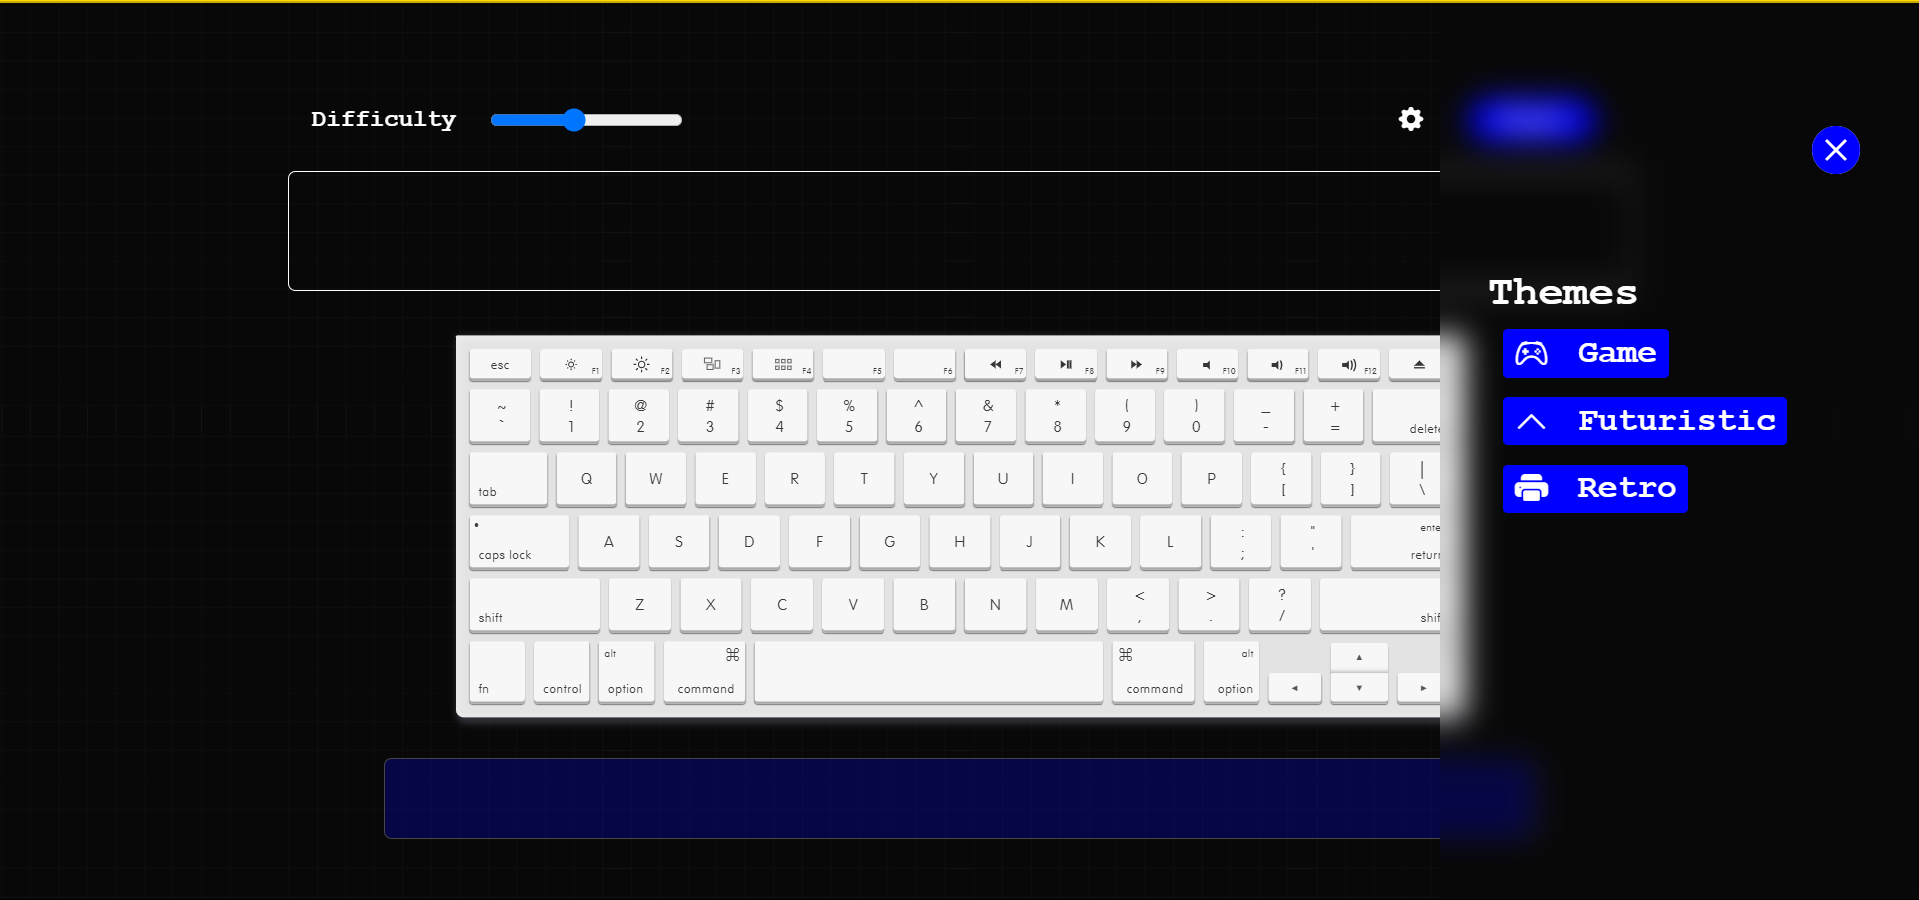 Difficulty
Themes
Game
Futuristic
Retro
esc F1 F2 F3 F4 F5 F6 F7 F8 F9 F10 F11 F12
~ ! @ # $ % ^ & * ( ) _ +
` 1 2 3 4 5 6 7 8 9 0 - = delete
tab Q W E R T Y U I O P { [ } ] | \
caps lock A S D F G H J K L : ; " '
return
shift Z X C V B N M < , > . ? /
fn control alt option ⌘ command ⌘ command alt option